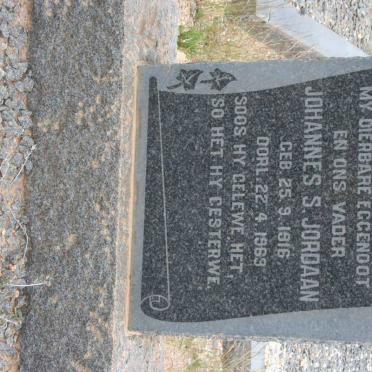 MY DIERBARE EGGENOOT
EN ONS VADER
JOHANNES S. JORDAAN
GEB. 25. 9. 1916
OORL. 22. 4. 1969
SOOS HY GELEWE HET,
SO HET HY GESTERWE.